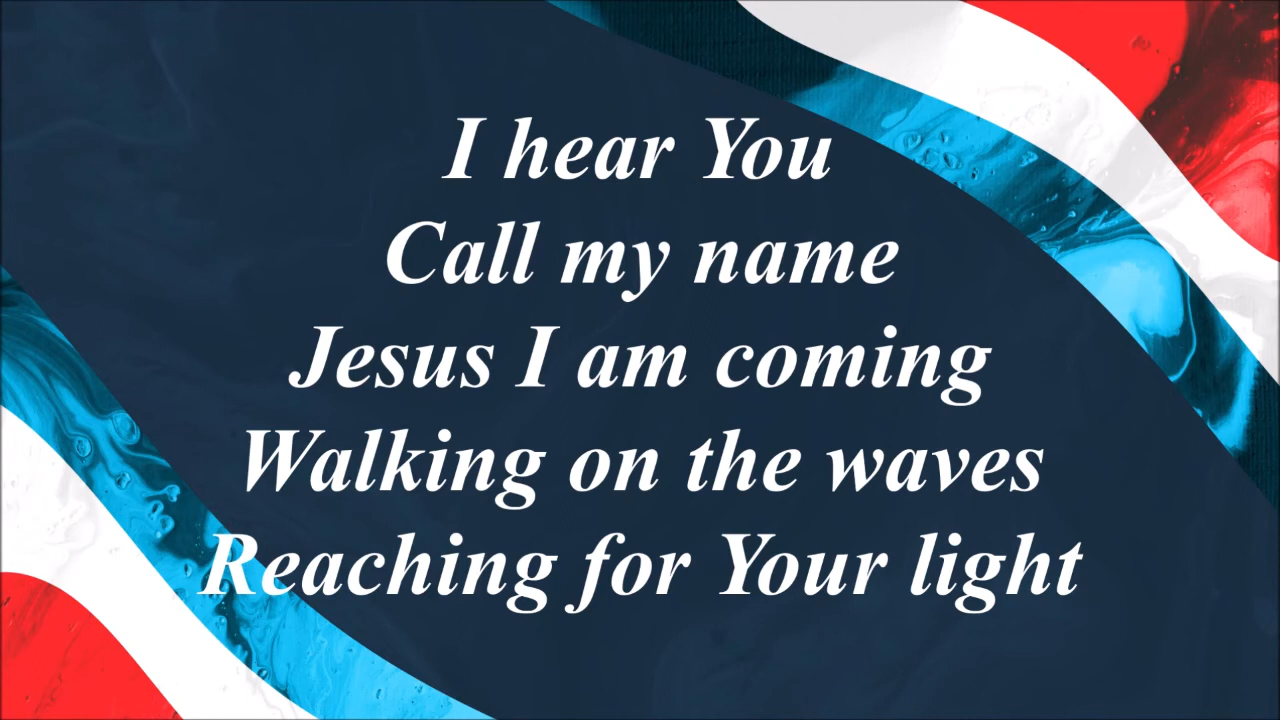 I hear You
Call my name
Jesus I am coming
Walking on the waves
Reaching for Your light